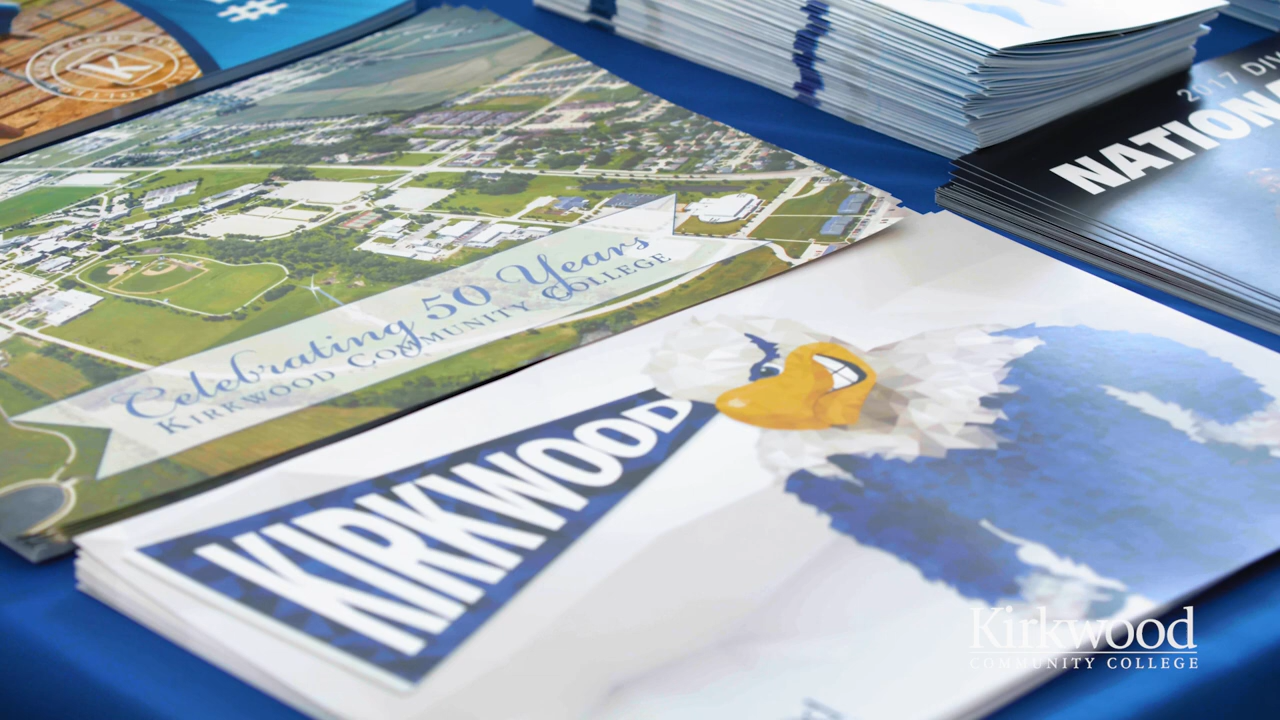 #
K
2017 DIV
NATION
Celebrating 50 Years
KIRKWOOD COMMUNITY COLLEGE
KIRKWOOD
Kirkwood
COMMUNITY COLLEGE